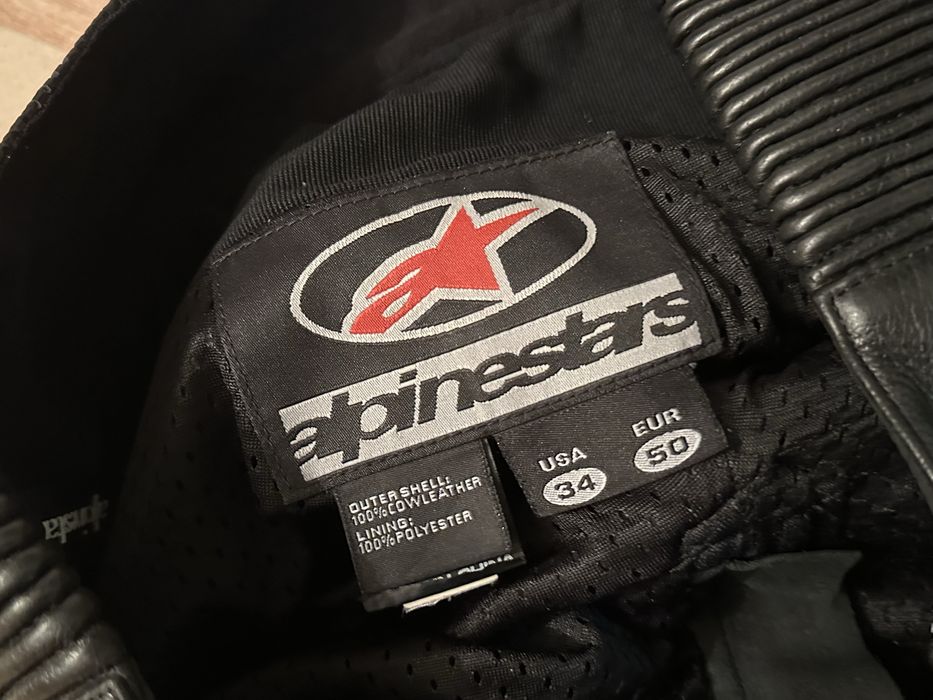 alpinestars
USA
34
EUR
50
OUTER SHELL:
100%COWLEATHER
LINING:
100%POLYESTER